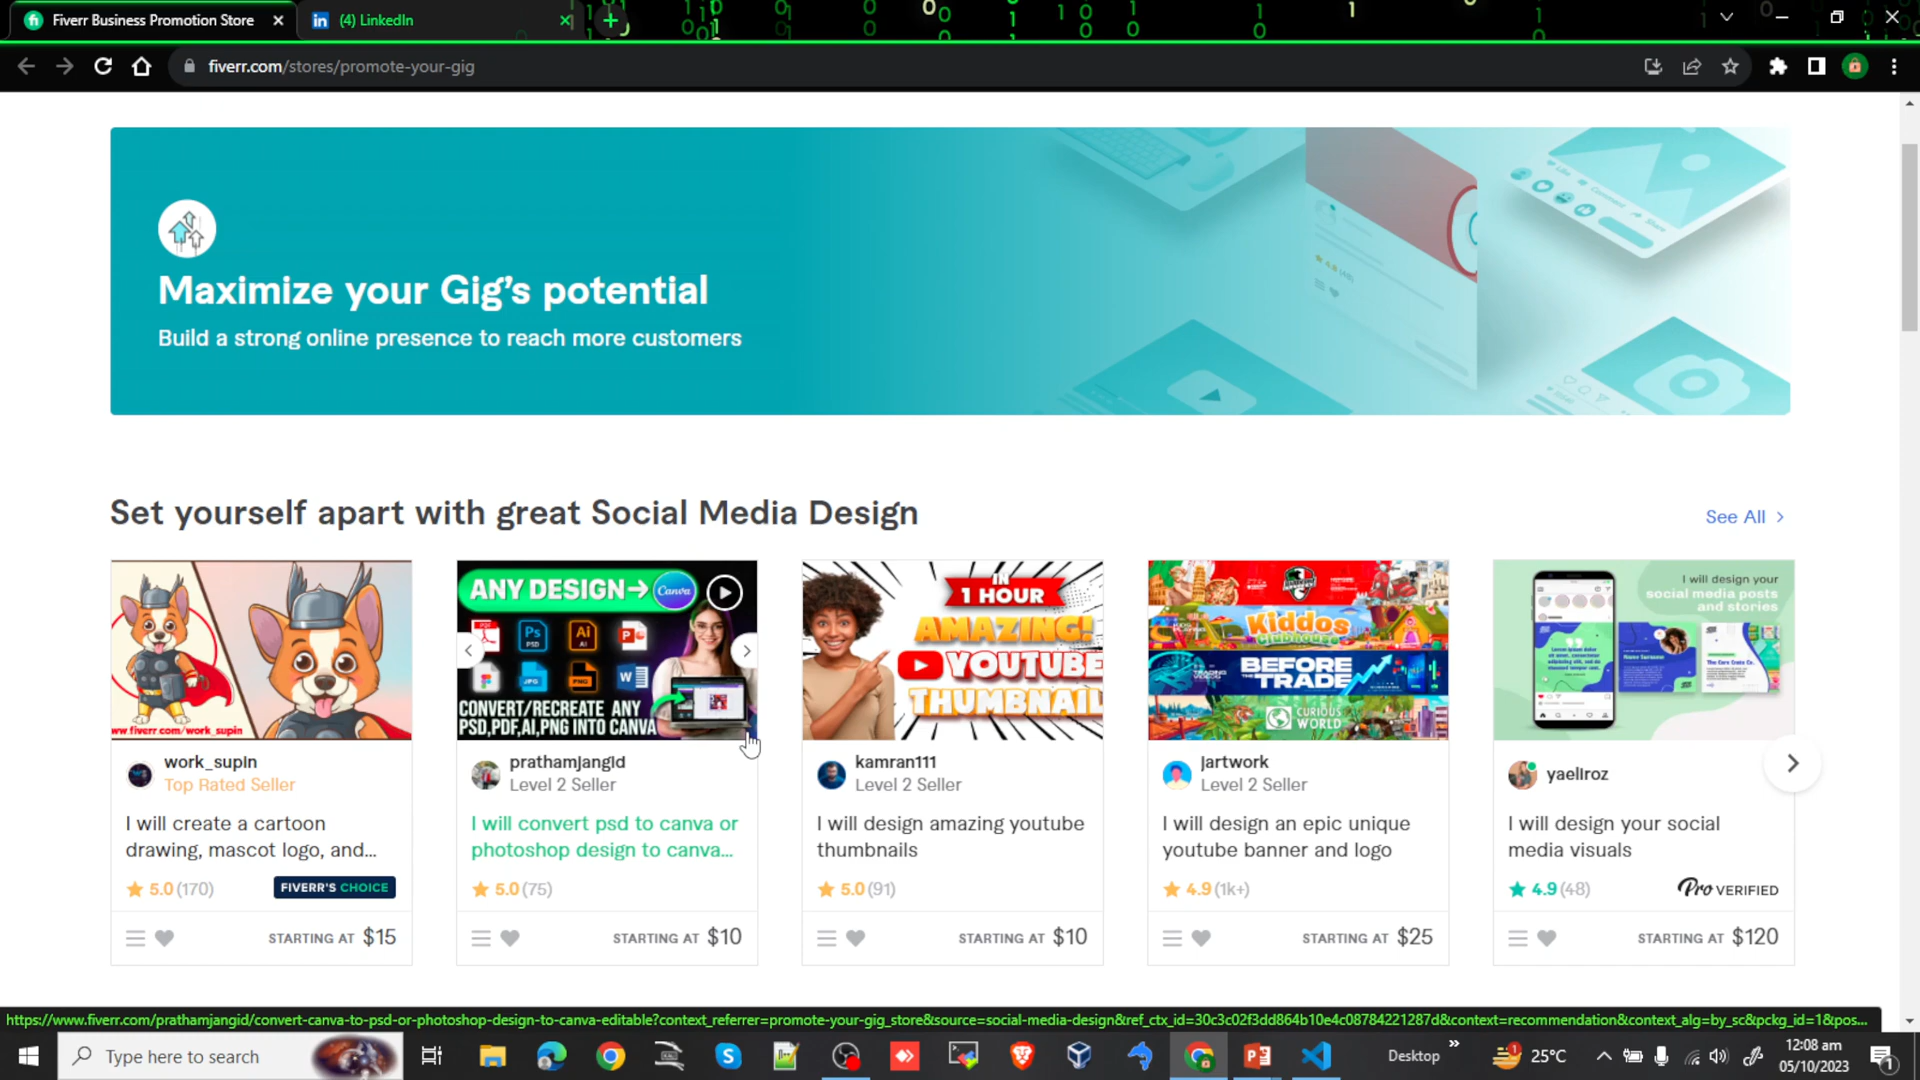 Fiverr Business Promotion Store
(4) LinkedIn
fiverr.com/stores/promote-your-gig
Maximize your Gig's potential
Build a strong online presence to reach more customers
Set yourself apart with great Social Media Design
See All >
www fiverr com/work_supin
ANY DESIGN→ Canva
CONVERT/RECREATE ANY
PSD,PDF,AI,PNG INTO CANVA
IN
1 HOUR
AMAZING!
YOUTUBE
THUMBNAIL
Kiddos
Clubhouse
BEFORE
TRADE
CURIOUS
WORLD
I will design your
social media posts
and stories
work_supin
Top Rated Seller
I will create a cartoon
drawing, mascot logo, and...
5.0 (170)
FIVERR'S CHOICE
STARTING AT $15
prathamjangid
Level 2 Seller
I will convert psd to canva or
photoshop design to canva...
5.0 (75)
STARTING AT $10
kamran111
Level 2 Seller
I will design amazing youtube
thumbnails
5.0 (91)
STARTING AT $10
jartwork
Level 2 Seller
I will design an epic unique
youtube banner and logo
4.9 (1k+)
STARTING AT $25
yaeliroz
I will design your social
media visuals
4.9 (48)
Pro VERIFIED
STARTING AT $120
https://www.fiverr.com/prathamjangid/convert-canva-to-psd-or-photoshop-design-to-canva-editable?context_referrer=promote-your-gig_store&source=social-media-design&ref_ctx_id=30c3c02f3dd864b10e4c08784221287d&context=recommendation&context_alg=by_sc&pckg_id=1&pos...
Type here to search
Desktop
25°C
12:08 am
05/10/2023